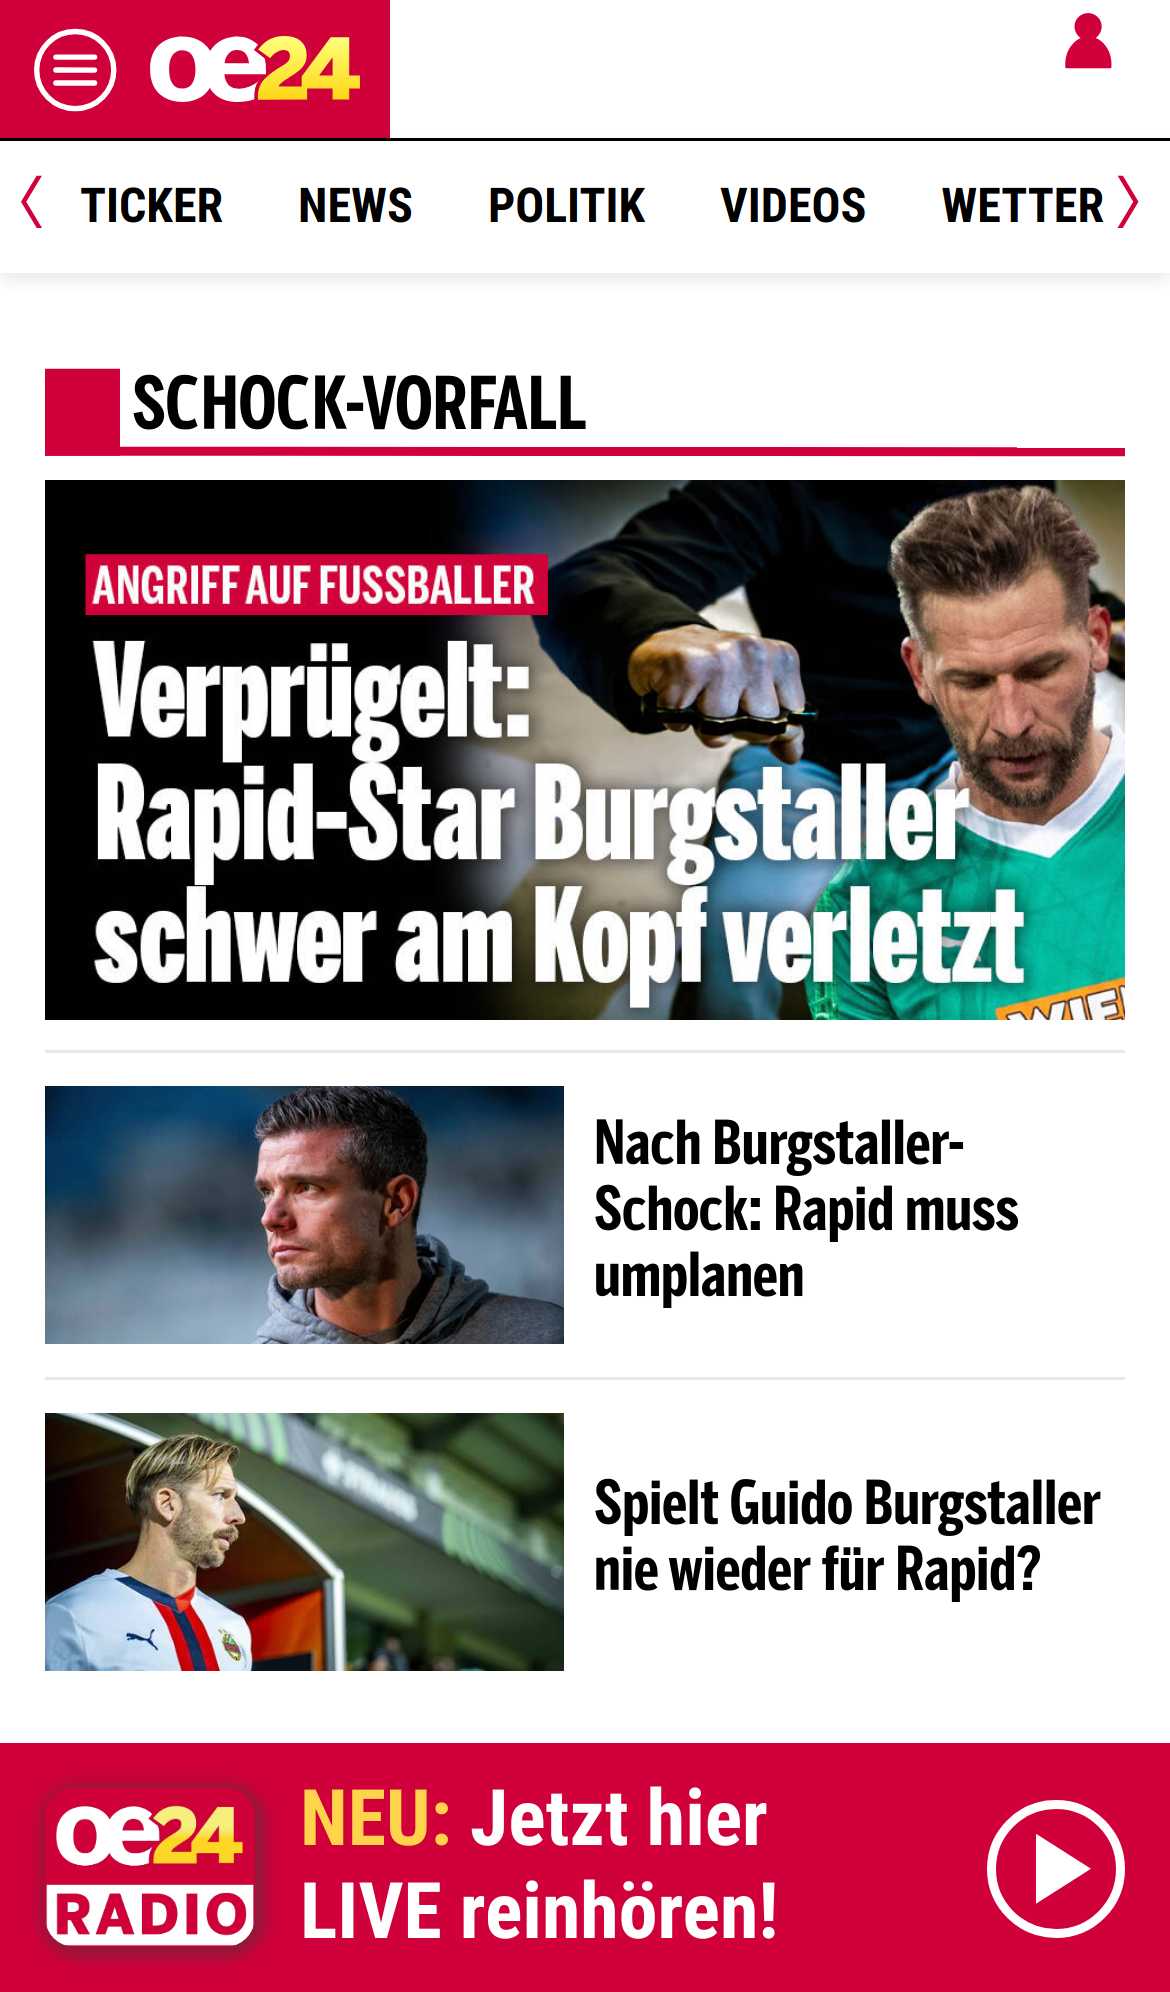 oe24
TICKER NEWS POLITIK VIDEOS WETTER
SCHOCK-VORFALL
ANGRIFF AUF FUSSBALLER
Verprügelt:
Rapid-Star Burgstaller
schwer am Kopf verletzt
WIE
Nach Burgstaller-
Schock: Rapid muss
umplanen
Spielt Guido Burgstaller
nie wieder für Rapid?
oe24
RADIO
NEU: Jetzt hier
LIVE reinhören!